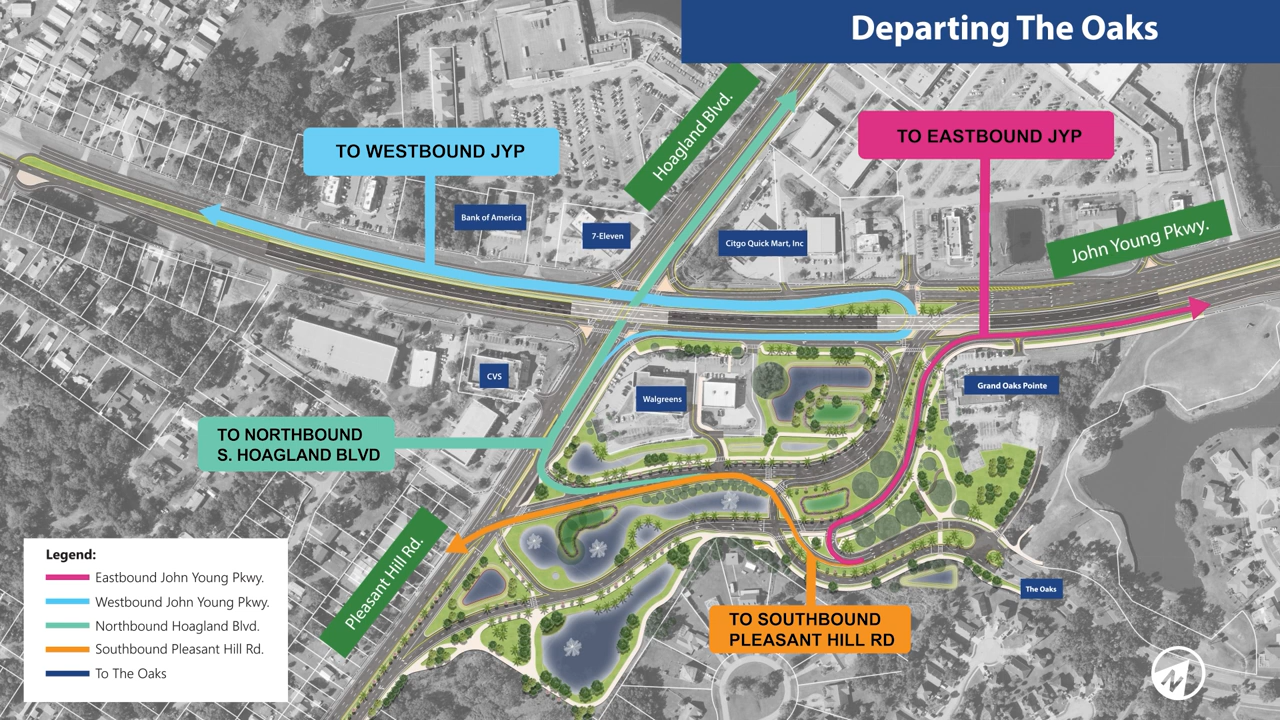 Departing The Oaks
Hoagland Blvd.
TO EASTBOUND JYP
TO WESTBOUND JYP
Bank of America
7-Eleven
Citgo Quick Mart, Inc
John Young Pkwy.
CVS
Walgreens
Grand Oaks Pointe
TO NORTHBOUND
S. HOAGLAND BLVD
Pleasant Hill Rd.
The Oaks
TO SOUTHBOUND
PLEASANT HILL RD
Legend:
Eastbound John Young Pkwy.
Westbound John Young Pkwy.
Northbound Hoagland Blvd.
Southbound Pleasant Hill Rd.
To The Oaks